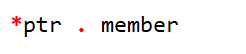 *ptr . member